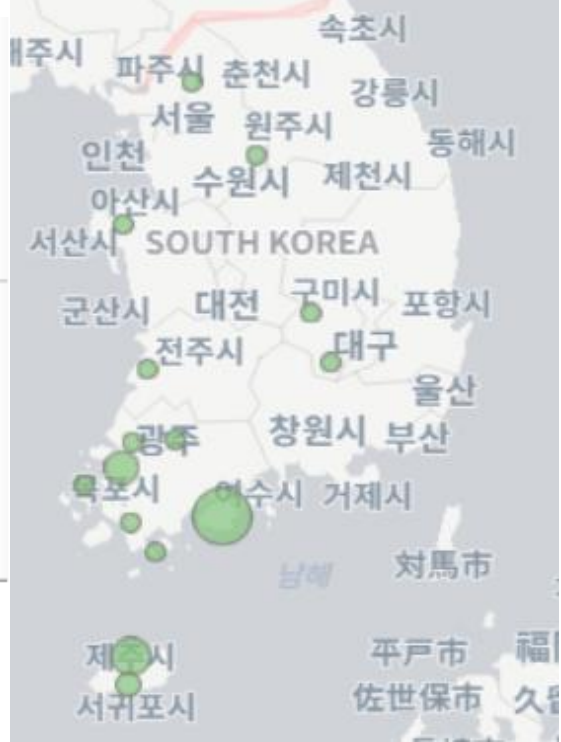 속초시
해주시
파주시 춘천시
강릉시
서울 원주시
동해시
인천
수원시 제천시
아산시
서산시 SOUTH KOREA
구미시
군산시 대전 포항시
전주시 대구
울산
광주 창원시 부산
목포시 여수시 거제시
対馬市
남해
제주시 平戸市
佐世保市
서귀포시